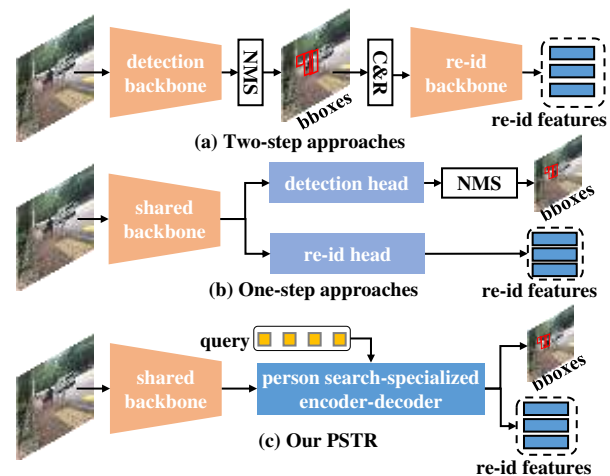 detection
backbone
NMS
bboxes
C&R
re-id
backbone
re-id features
(a) Two-step approaches
shared
backbone
detection head
NMS
bboxes
re-id head
re-id features
(b) One-step approaches
query
shared
backbone
person search-specialized
encoder-decoder
bboxes
re-id features
(c) Our PSTR